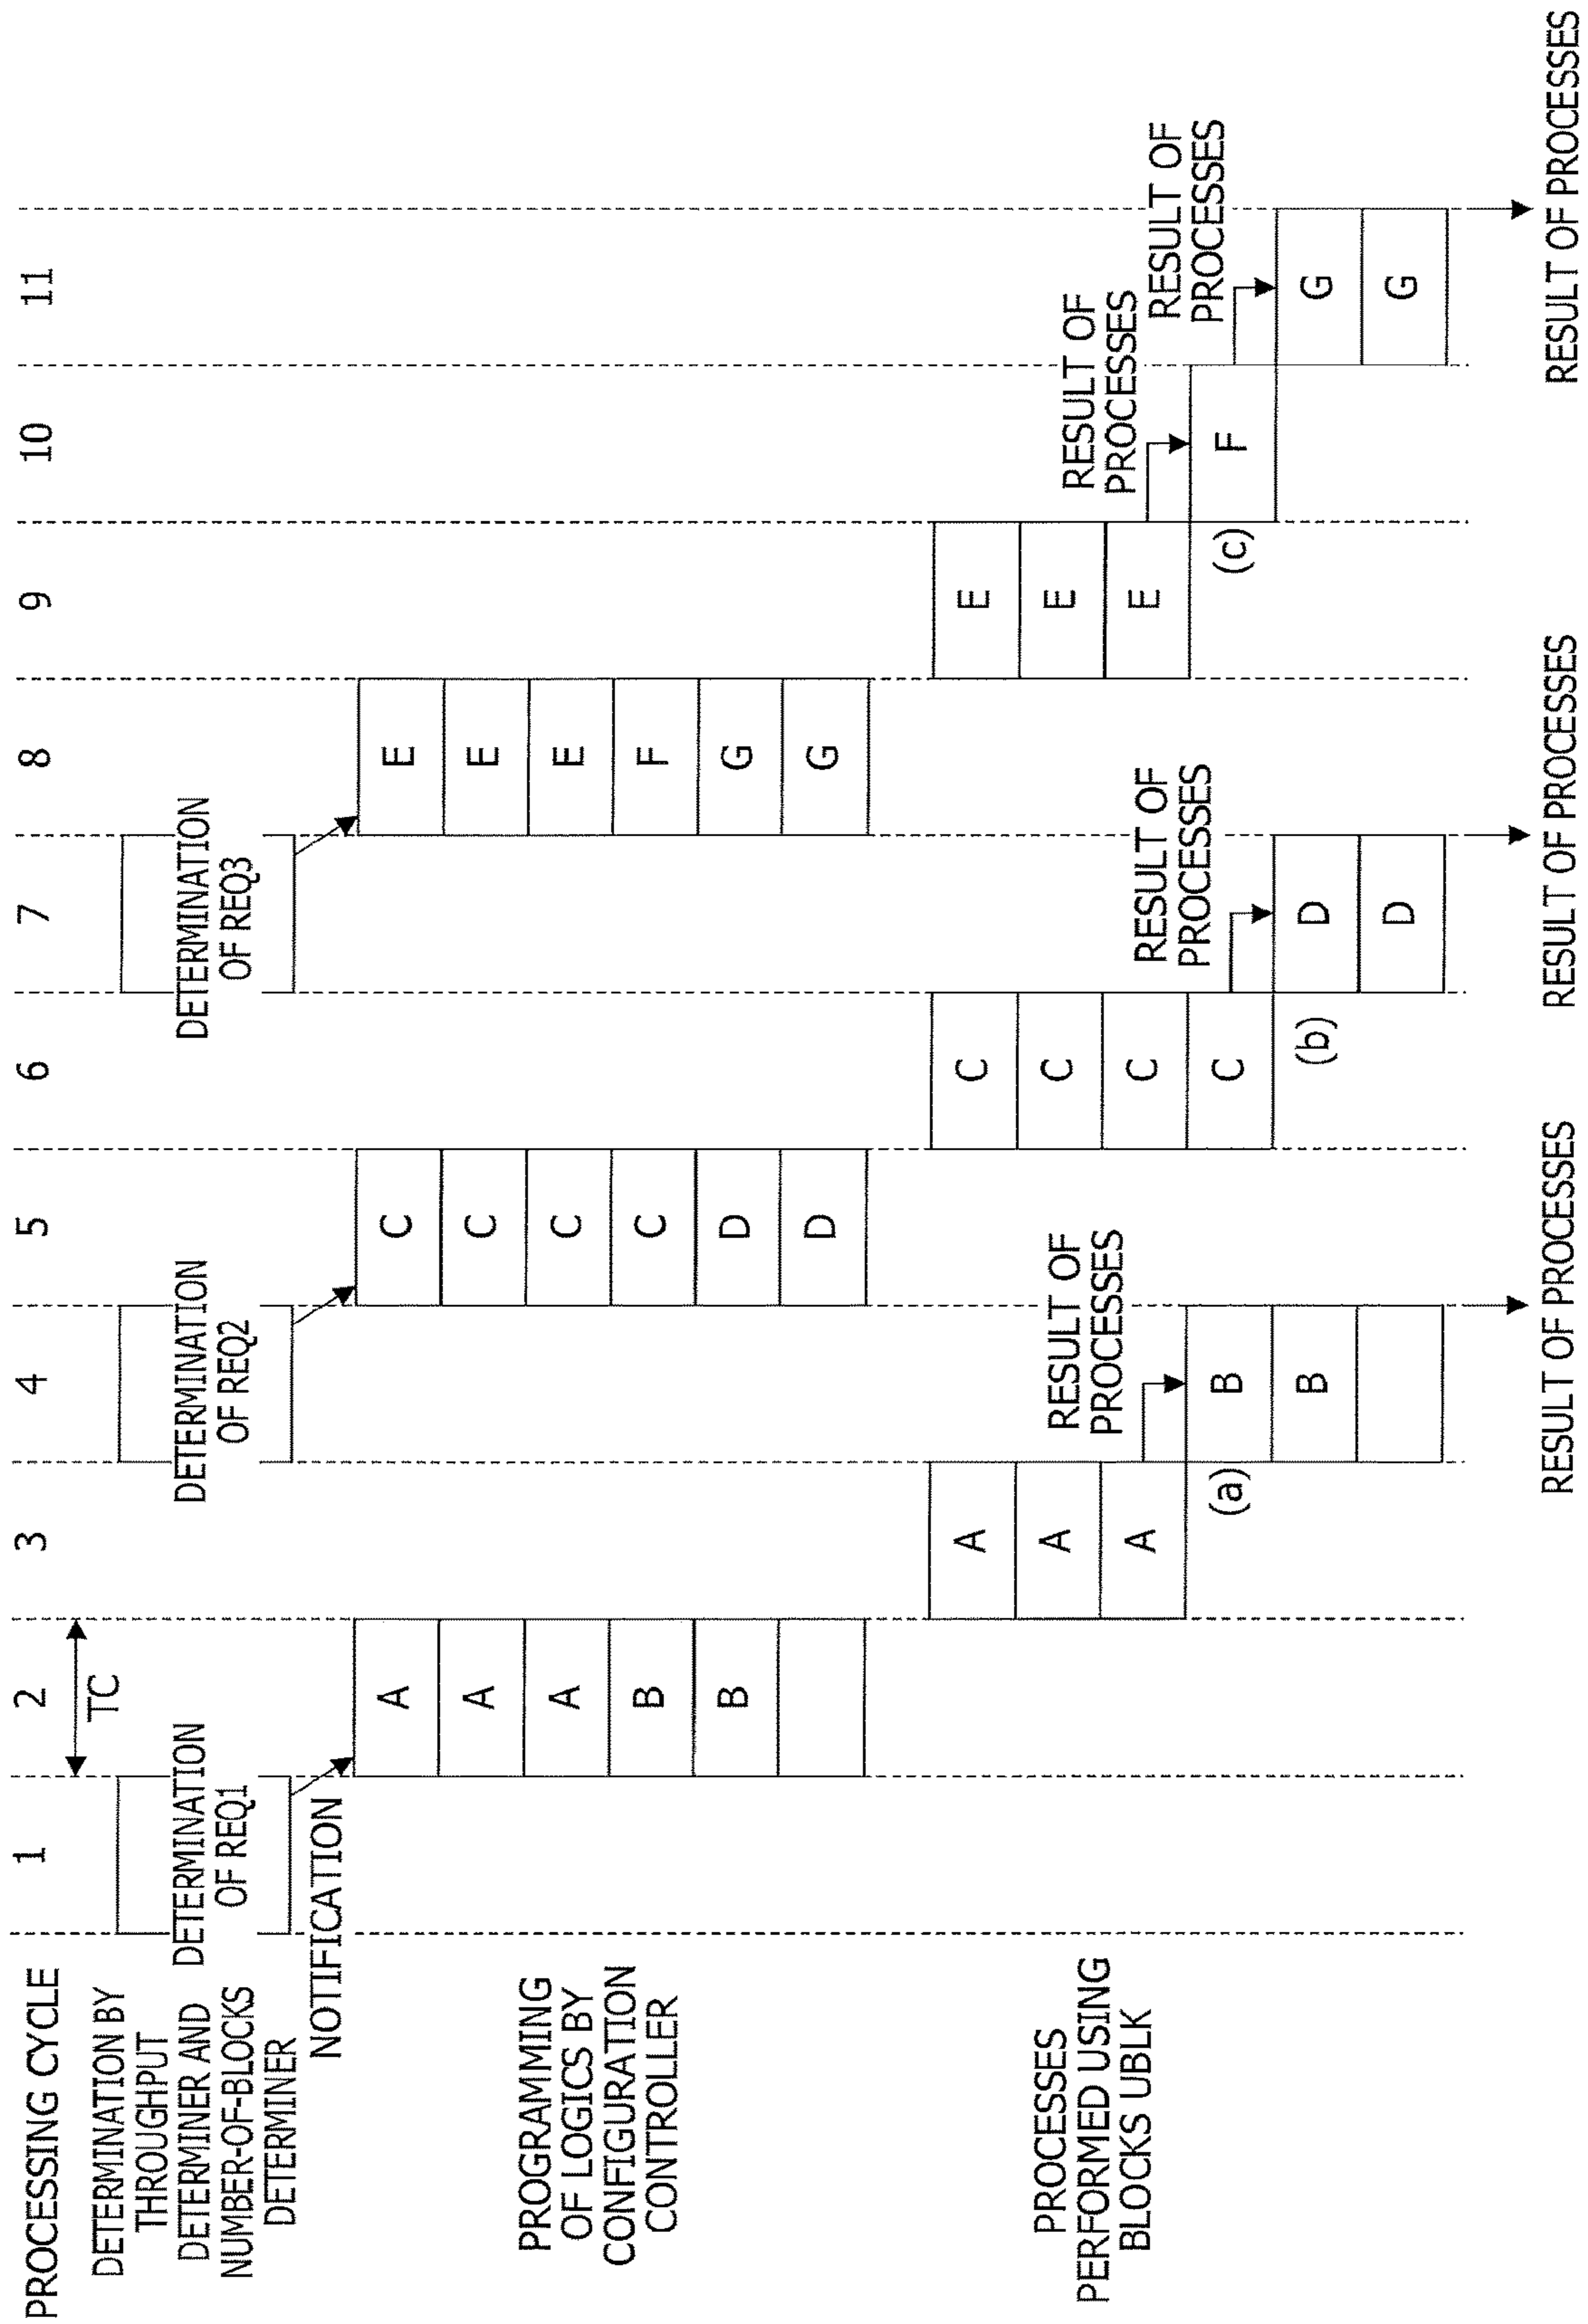 PROCESSING CYCLE
1
2
3
4
5
6
7
8
9
10
11
TC
DETERMINATION BY
THROUGHPUT
DETERMINER AND
NUMBER-OF-BLOCKS
DETERMINER
DETERMINATION
OF REQ1
DETERMINATION
OF REQ2
DETERMINATION
OF REQ3
NOTIFICATION
PROGRAMMING
OF LOGICS BY
CONFIGURATION
CONTROLLER
A
A
A
B
B
C
C
C
C
D
D
E
E
E
F
G
G
PROCESSES
PERFORMED USING
BLOCKS UBLK
A
A
A
(a)
RESULT OF
PROCESSES
B
B
RESULT OF PROCESSES
C
C
C
C
(b)
RESULT OF
PROCESSES
D
D
RESULT OF PROCESSES
E
E
E
(c)
RESULT OF
PROCESSES
F
RESULT OF
PROCESSES
G
G
RESULT OF PROCESSES